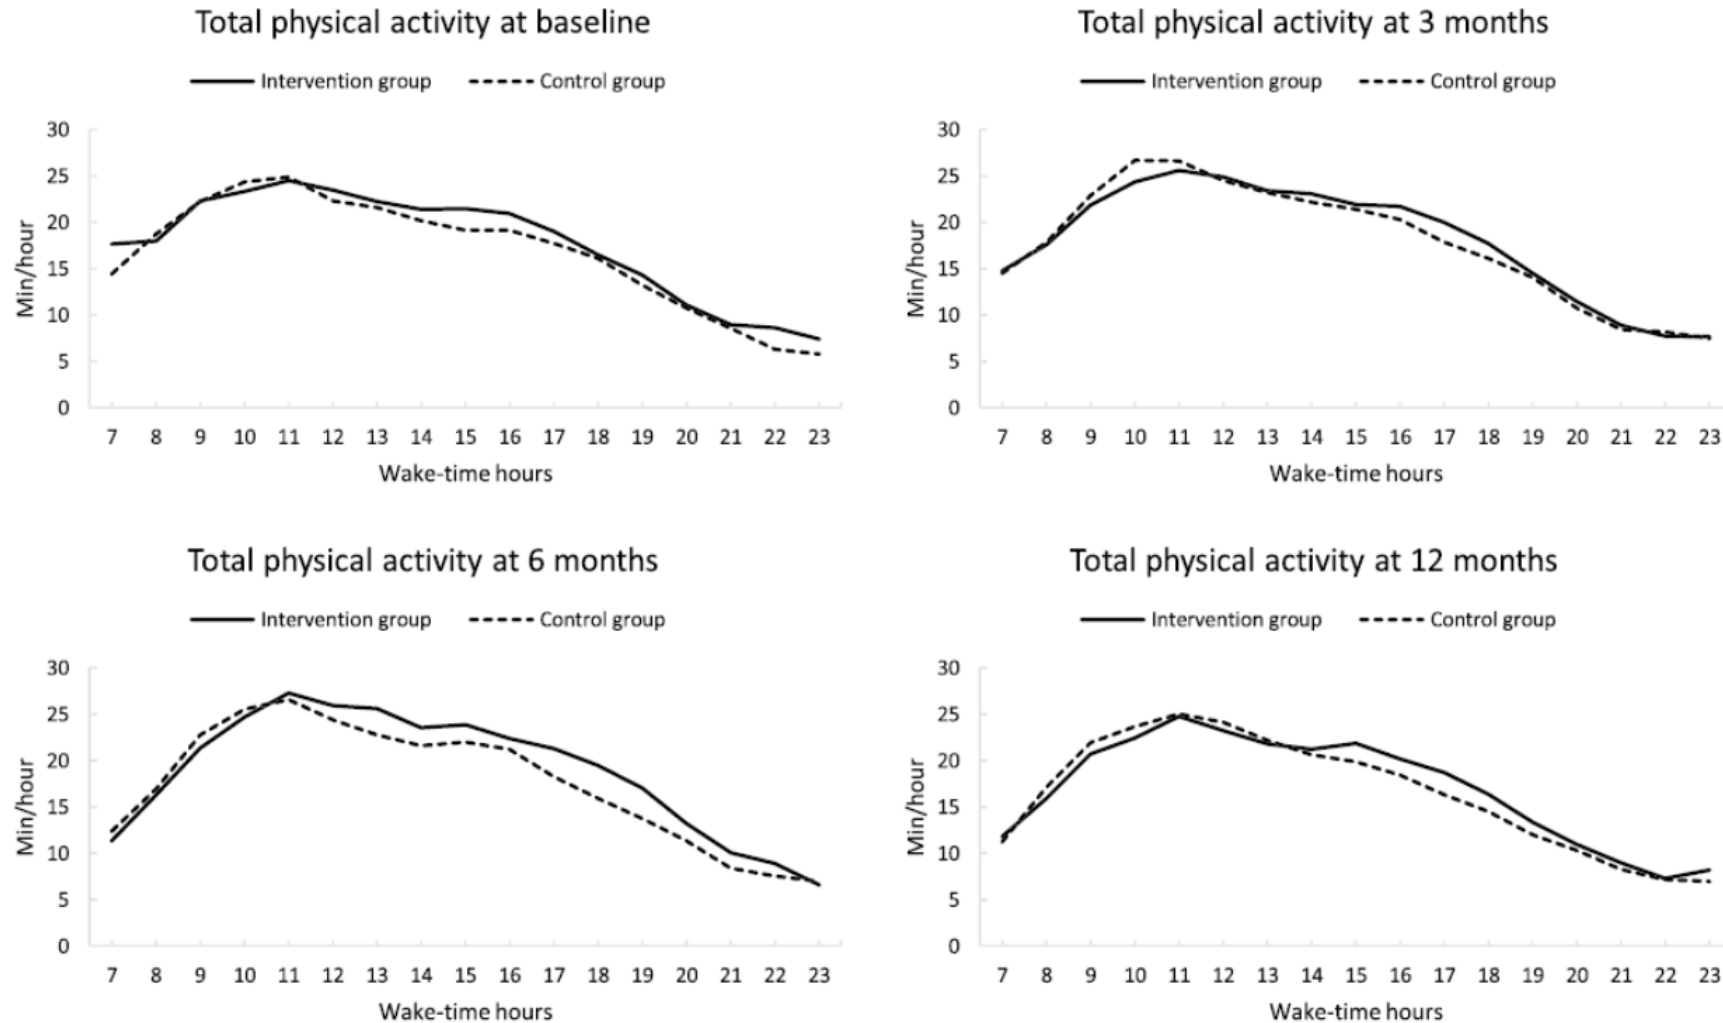 Total physical activity at baseline
Intervention group Control group
30
25
20
15
10
5
0
Min/hour
7 8 9 10 11 12 13 14 15 16 17 18 19 20 21 22 23
Wake-time hours
Total physical activity at 3 months
Intervention group Control group
30
25
20
15
10
5
0
Min/hour
7 8 9 10 11 12 13 14 15 16 17 18 19 20 21 22 23
Wake-time hours
Total physical activity at 6 months
Intervention group Control group
30
25
20
15
10
5
0
Min/hour
7 8 9 10 11 12 13 14 15 16 17 18 19 20 21 22 23
Wake-time hours
Total physical activity at 12 months
Intervention group Control group
30
25
20
15
10
5
0
Min/hour
7 8 9 10 11 12 13 14 15 16 17 18 19 20 21 22 23
Wake-time hours